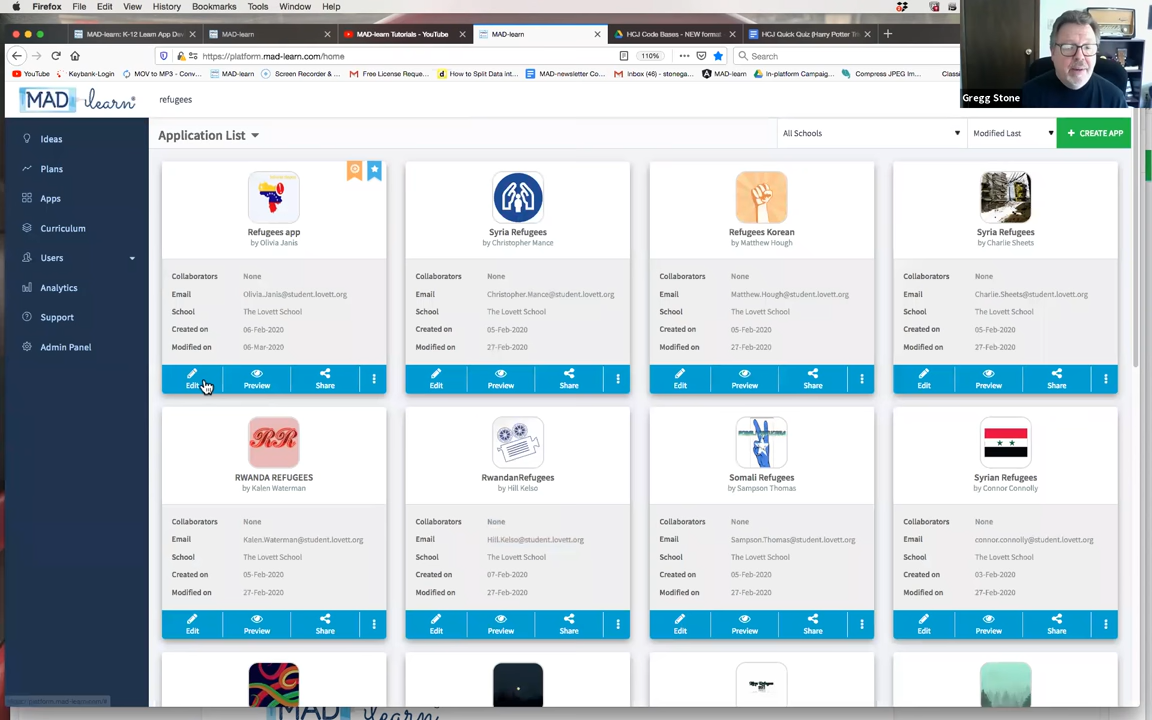 Firefox File Edit View History Bookmarks Tools Window Help
MAD-learn: K-12 Learn App Dev
MAD-learn
MAD-learn Tutorials - YouTube
MAD-learn
HCJ Code Bases - NEW format
HCJ Quick Quiz (Harry Potter Tr
https://platform.mad-learn.com/home
110%
Search
YouTube Keybank-Login MOV to MP3 - Conv... MAD-learn Screen Recorder & ... Free License Reque... How to Split Data int... MAD-newsletter Co... Inbox (46) - stonega... MAD-learn In-platform Campaig... Compress JPEG Im...
Gregg Stone
MAD learn
refugees
Ideas
Plans
Apps
Curriculum
Users
Analytics
Support
Admin Panel
Application List
All Schools
Modified Last
+ CREATE APP
Refugees app
by Olivia Janis
Collaborators None
Email Olivia.Janis@student.lovett.org
School The Lovett School
Created on 06-Feb-2020
Modified on 06-Mar-2020
Edit Preview Share
Syria Refugees
by Christopher Mance
Collaborators None
Email Christopher.Mance@student.lovett.org
School The Lovett School
Created on 05-Feb-2020
Modified on 27-Feb-2020
Edit Preview Share
Refugees Korean
by Matthew Hough
Collaborators None
Email Matthew.Hough@student.lovett.org
School The Lovett School
Created on 05-Feb-2020
Modified on 27-Feb-2020
Edit Preview Share
Syria Refugees
by Charlie Sheets
Collaborators None
Email Charlie.Sheets@student.lovett.org
School The Lovett School
Created on 05-Feb-2020
Modified on 27-Feb-2020
Edit Preview Share
RR
RWANDA REFUGEES
by Kalen Waterman
Collaborators None
Email Kalen.Waterman@student.lovett.org
School The Lovett School
Created on 05-Feb-2020
Modified on 27-Feb-2020
Edit Preview Share
RwandanRefugees
by Hill Kelso
Collaborators None
Email Hill.Kelso@student.lovett.org
School The Lovett School
Created on 07-Feb-2020
Modified on 27-Feb-2020
Edit Preview Share
Somali Refugees
by Sampson Thomas
Collaborators None
Email Sampson.Thomas@student.lovett.org
School The Lovett School
Created on 05-Feb-2020
Modified on 27-Feb-2020
Edit Preview Share
Syrian Refugees
by Connor Connolly
Collaborators None
Email connor.connolly@student.lovett.org
School The Lovett School
Created on 03-Feb-2020
Modified on 27-Feb-2020
Edit Preview Share